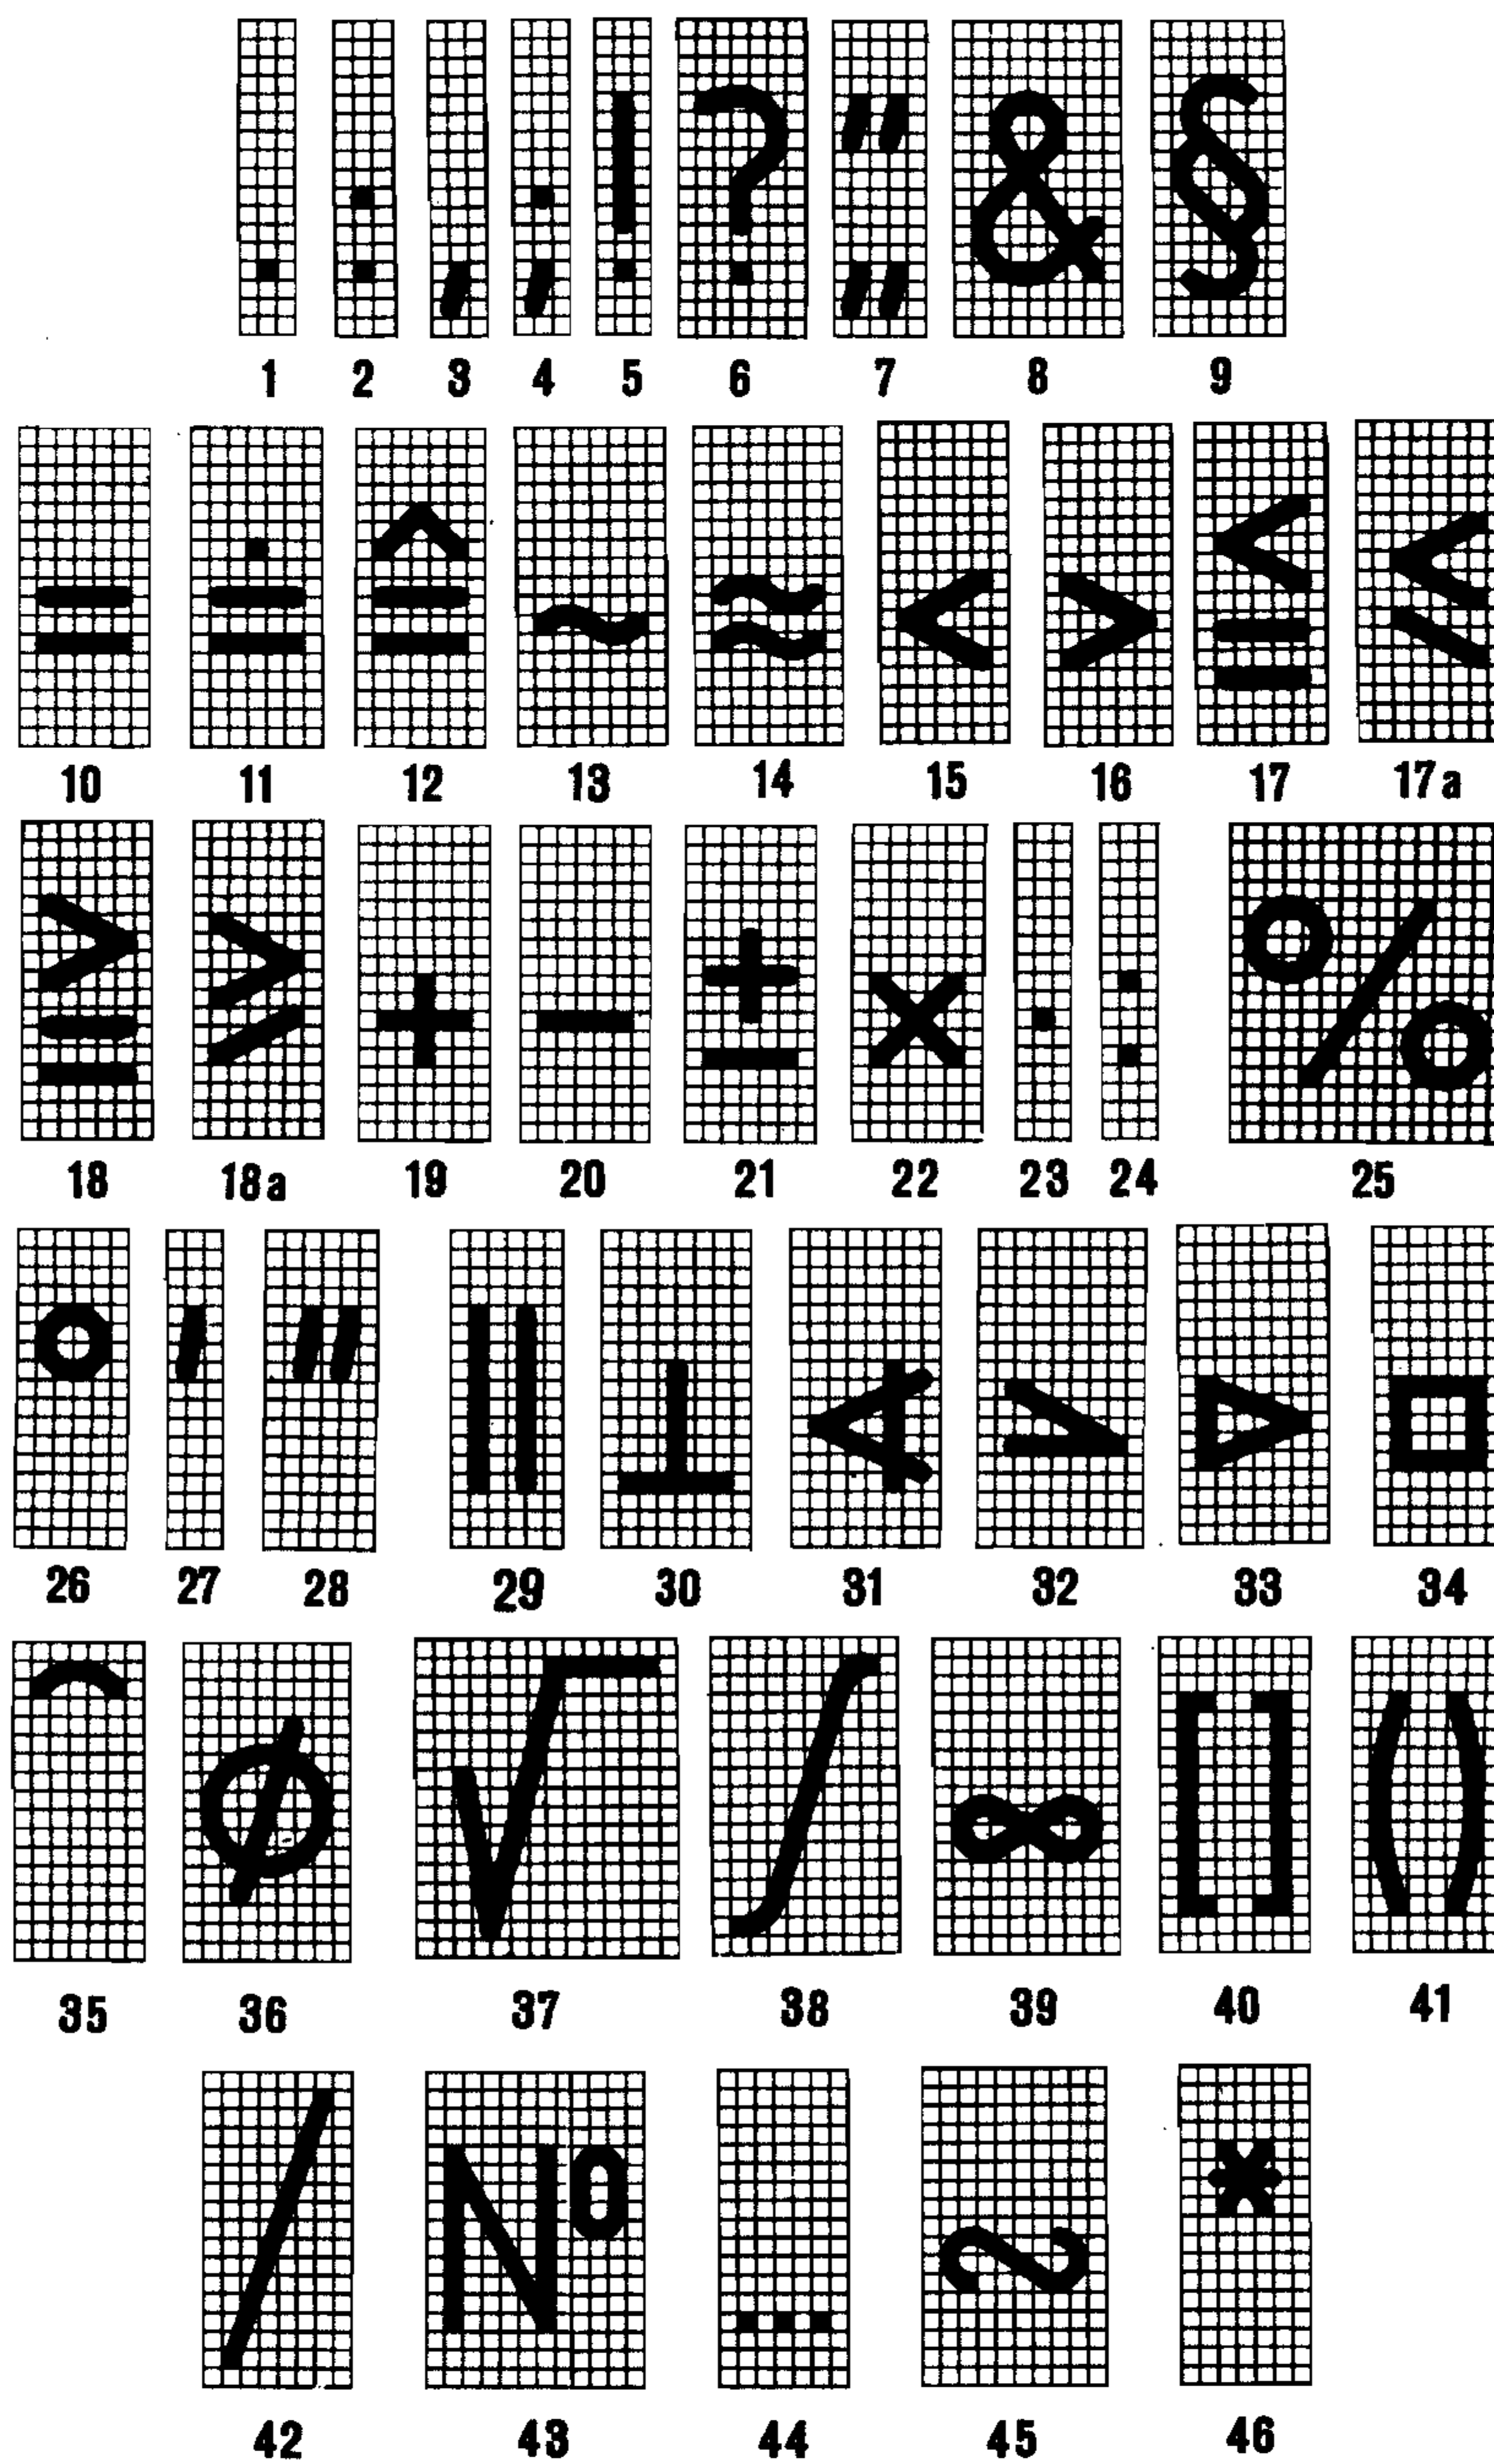 . : , ; ! ? " „ & §
1 2 3 4 5 6 7 8 9
= ≐ ≙ ~ ≈ < > ≦ ⩽
10 11 12 13 14 15 16 17 17a
≧ ⩾ + − ± × · : %
18 18a 19 20 21 22 23 24 25
° ′ ″ ∥ ⊥ ∢ ⇁ ▷ □
26 27 28 29 30 31 32 33 34
⌒ ⌀ √ ∫ ∞ [ ] ( )
35 36 37 38 39 40 41
/ Nº ... ∽ *
42 43 44 45 46